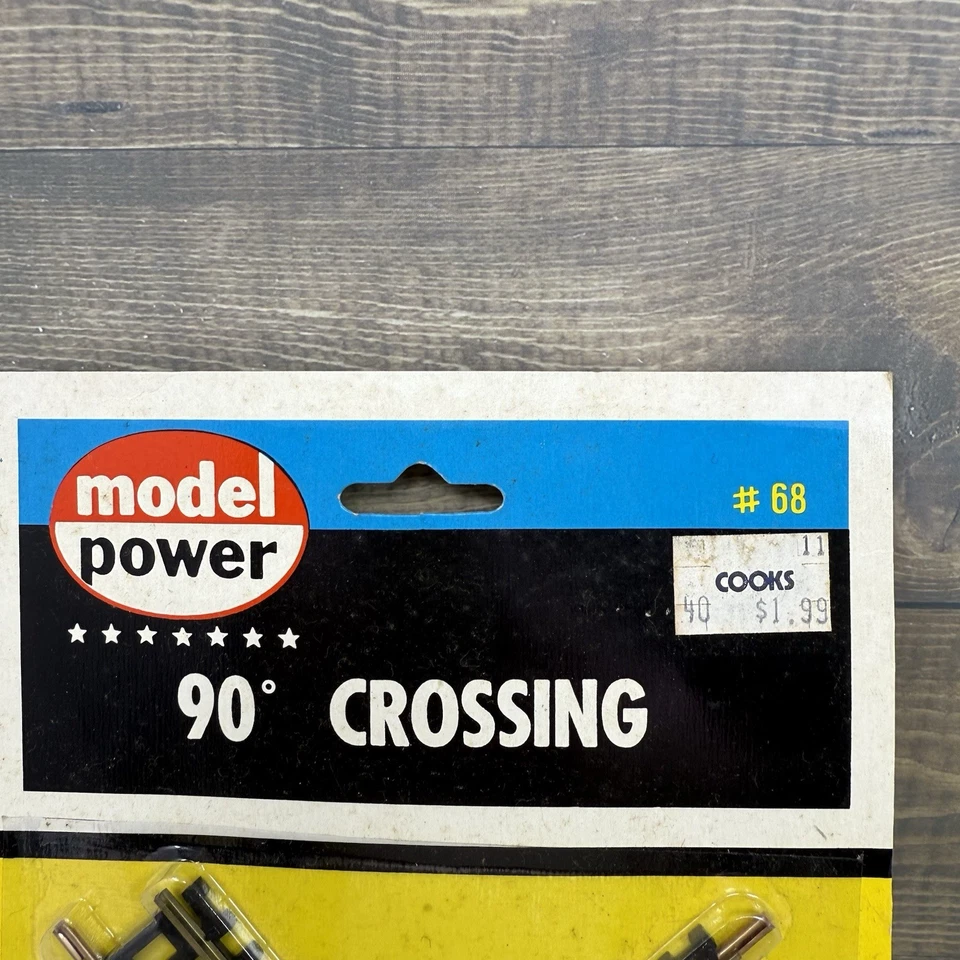 model
power
# 68
11
COOKS
40 $1.99
90° CROSSING